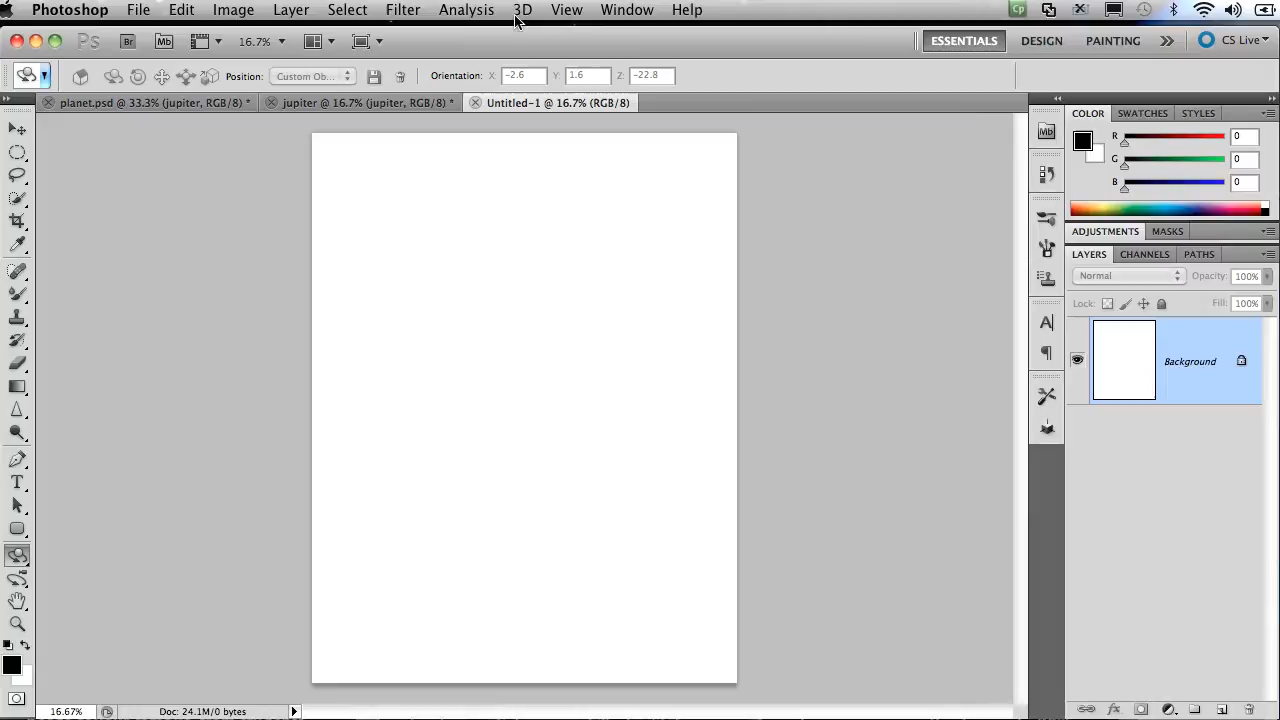 Photoshop File Edit Image Layer Select Filter Analysis 3D View Window Help
Ps Br Mb 16.7% ESSENTIALS DESIGN PAINTING CS Live
Position: Custom Ob... Orientation: X: -2.6 Y: 1.6 Z: -22.8
planet.psd @ 33.3% (jupiter, RGB/8) * jupiter @ 16.7% (jupiter, RGB/8) * Untitled-1 @ 16.7% (RGB/8)
COLOR SWATCHES STYLES
Mb
R 0
G 0
B 0
ADJUSTMENTS MASKS
LAYERS CHANNELS PATHS
Normal Opacity: 100%
Lock: Fill: 100%
Background
16.67% Doc: 24.1M/0 bytes